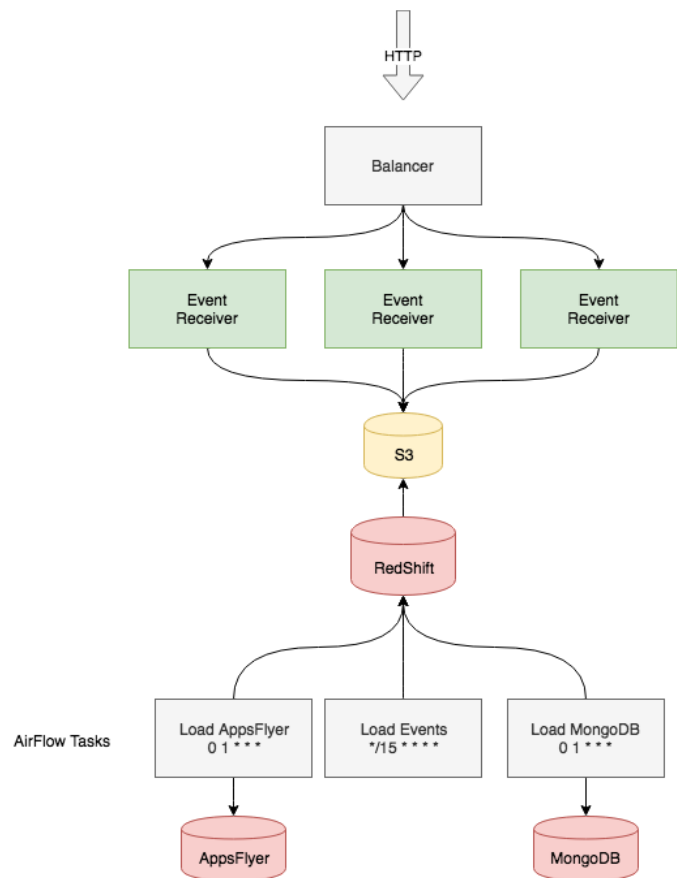 HTTP
Balancer
Event
Receiver
Event
Receiver
Event
Receiver
S3
RedShift
AirFlow Tasks
Load AppsFlyer
0 1 * * *
Load Events
*/15 * * * *
Load MongoDB
0 1 * * *
AppsFlyer
MongoDB